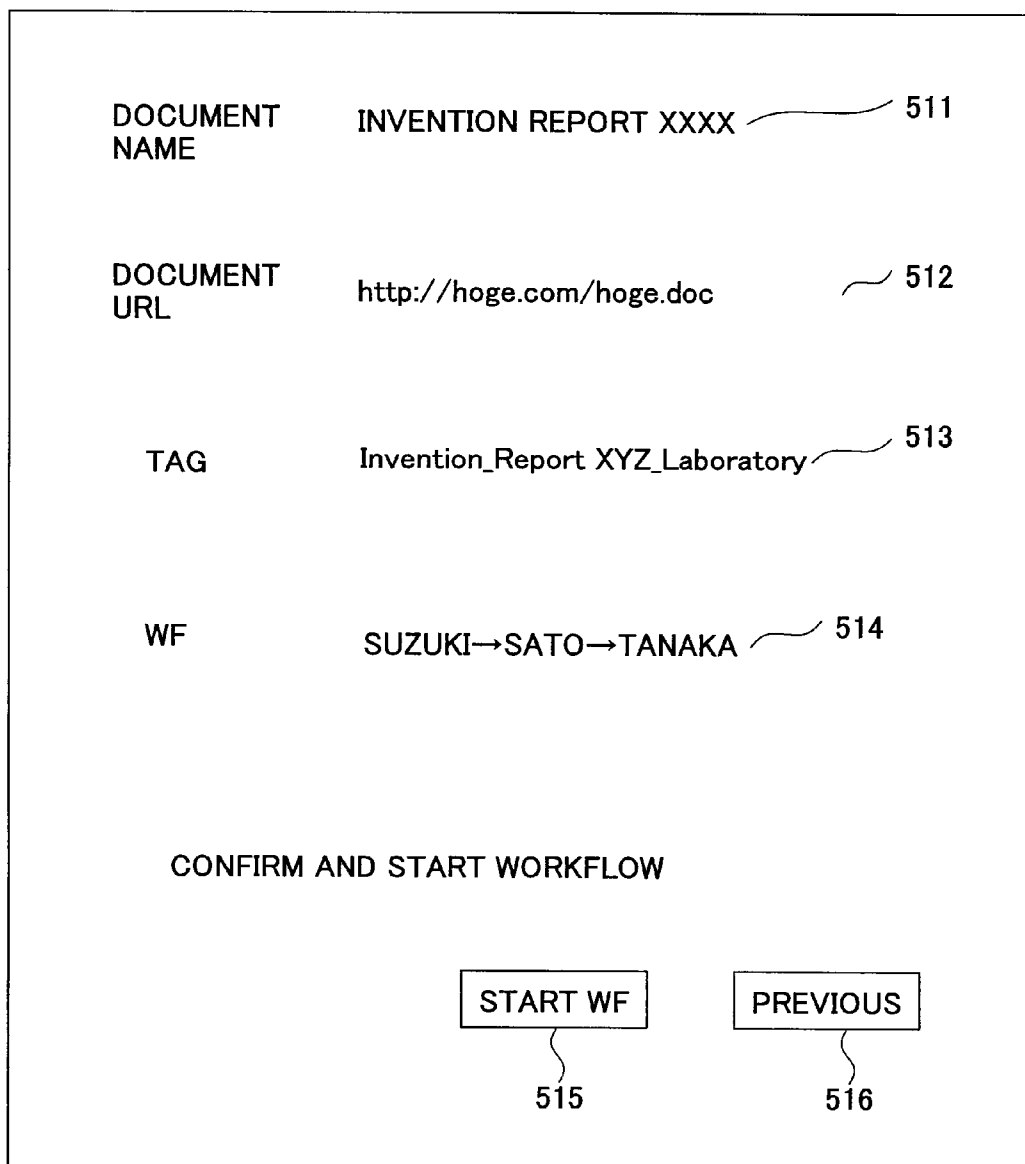 DOCUMENT NAME INVENTION REPORT XXXX 511
DOCUMENT URL http://hoge.com/hoge.doc 512
TAG Invention_Report XYZ_Laboratory 513
WF SUZUKI→SATO→TANAKA 514
CONFIRM AND START WORKFLOW
START WF PREVIOUS
515 516